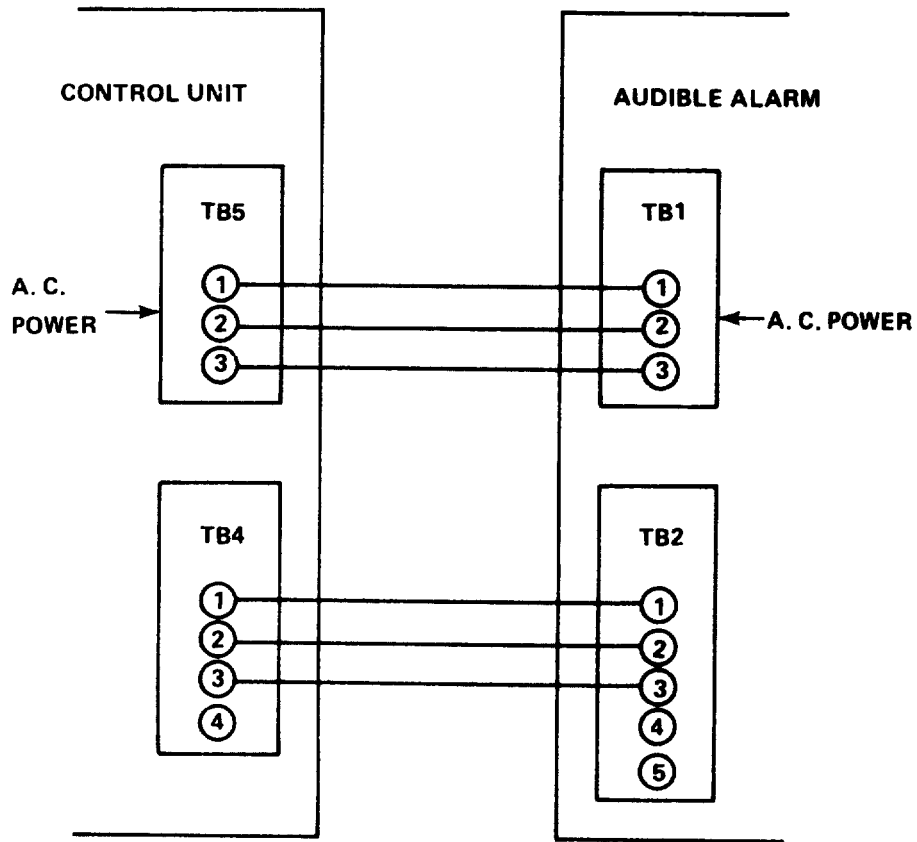 CONTROL UNIT
AUDIBLE ALARM
TB5
TB1
1
2
3
1
2
3
A. C.
POWER
A. C. POWER
TB4
TB2
1
2
3
4
1
2
3
4
5